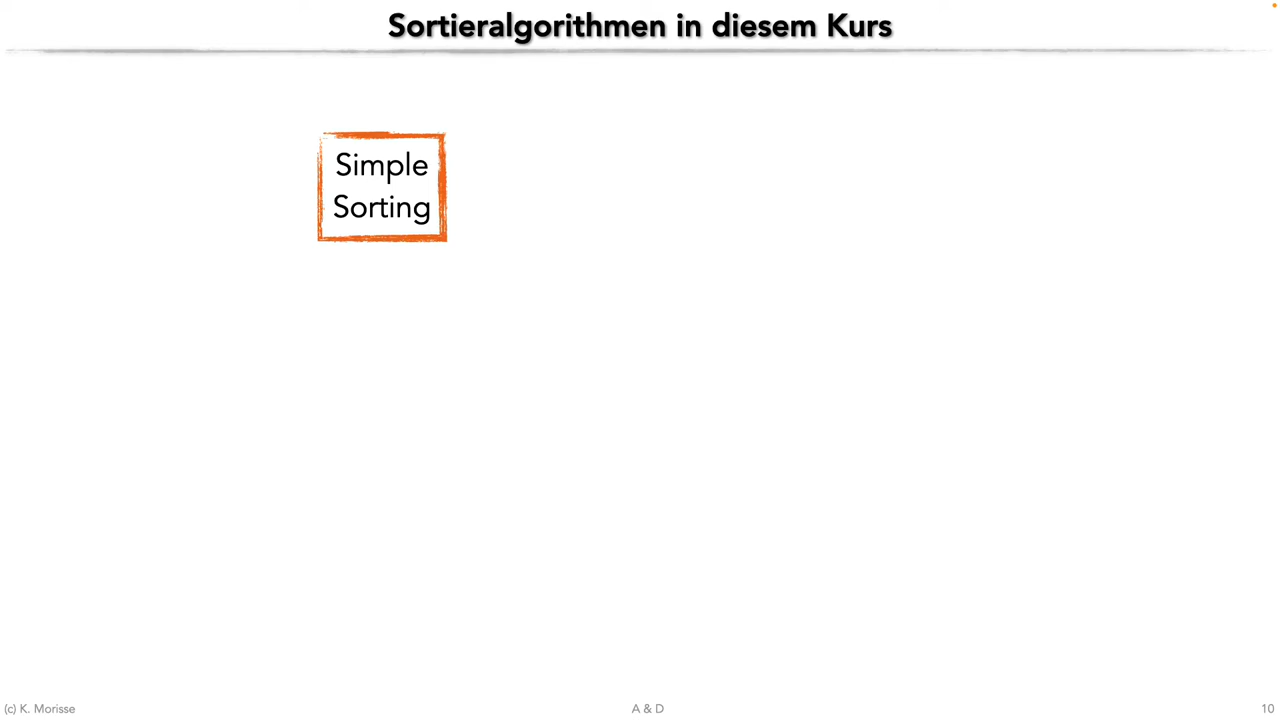 Sortieralgorithmen in diesem Kurs
Simple
Sorting
(c) K. Morisse
A & D
10